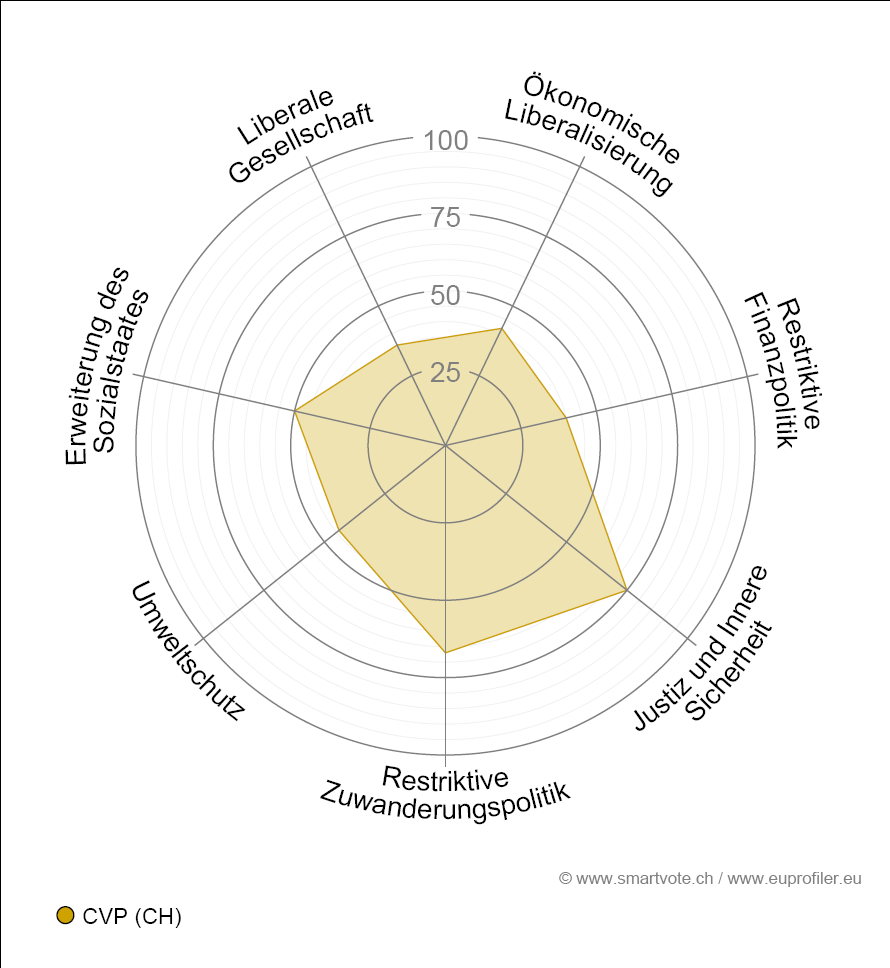 Liberale
Gesellschaft
Ökonomische
Liberalisierung
Restriktive
Finanzpolitik
Justiz und Innere
Sicherheit
Restriktive
Zuwanderungspolitik
Umweltschutz
Erweiterung des
Sozialstaates
100
75
50
25
© www.smartvote.ch / www.euprofiler.eu
CVP (CH)